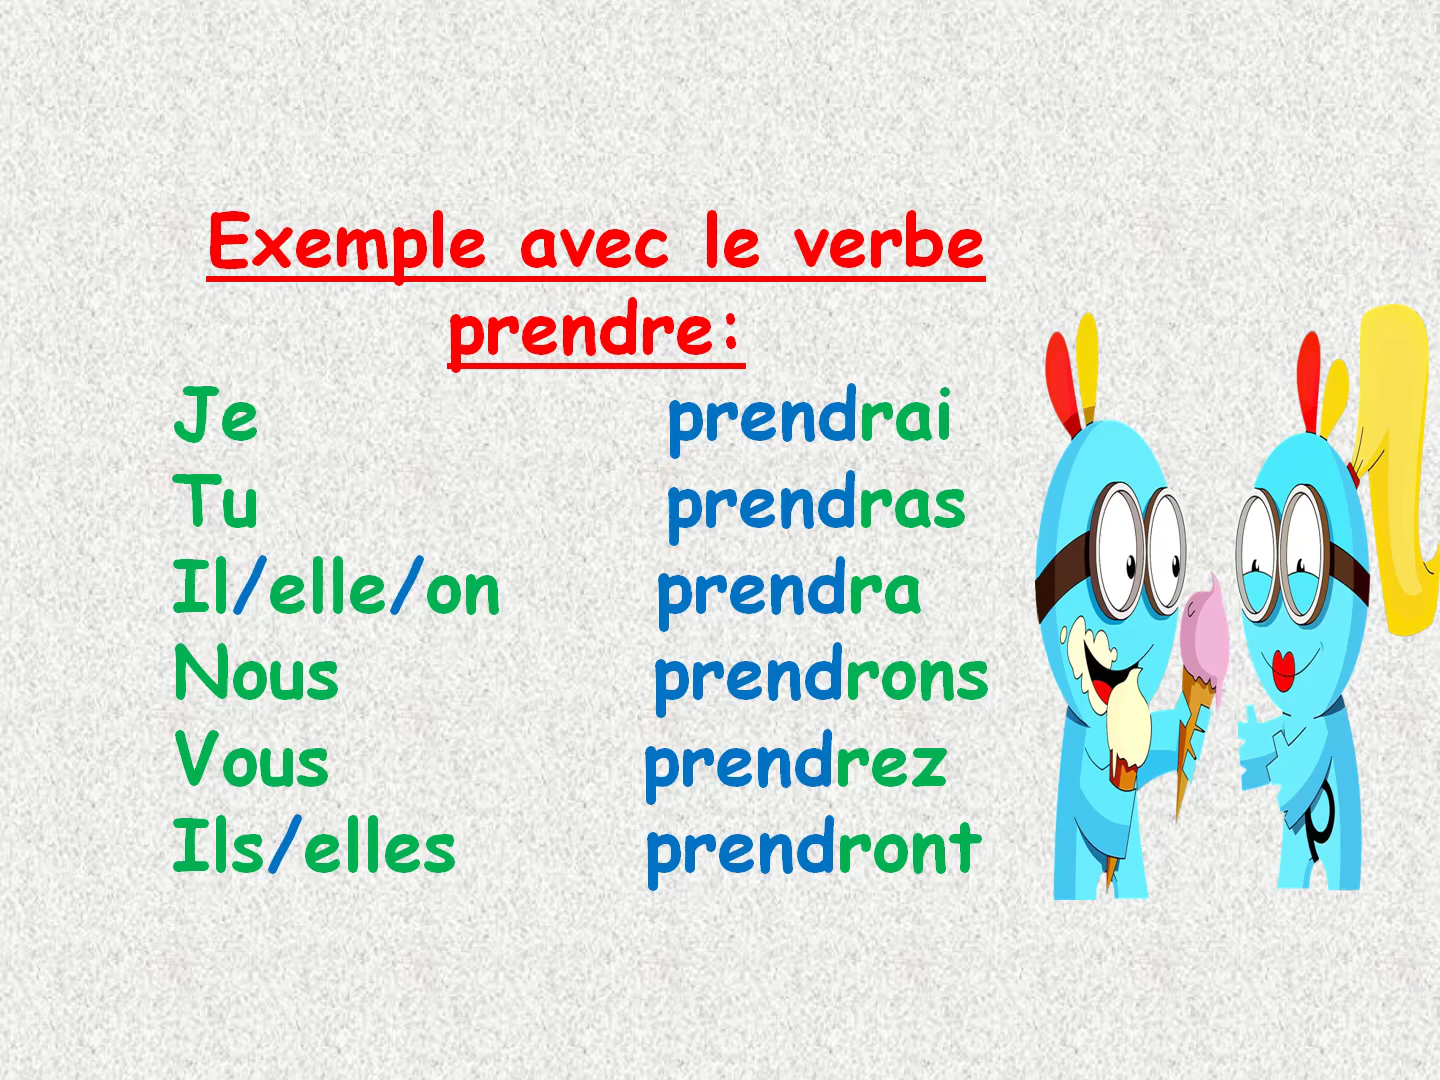 Exemple avec le verbe
prendre:
Je prendrai
Tu prendras
Il/elle/on prendra
Nous prendrons
Vous prendrez
Ils/elles prendront